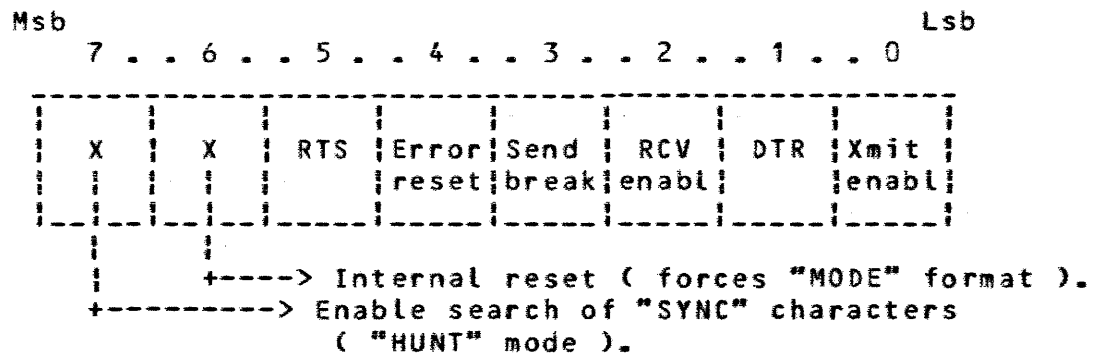 Msb Lsb
7 . . 6 . . 5 . . 4 . . 3 . . 2 . . 1 . . 0
X X RTS Error Send RCV DTR Xmit
reset break enabl enabl
+----> Internal reset ( forces "MODE" format ).
+---------> Enable search of "SYNC" characters
( "HUNT" mode ).